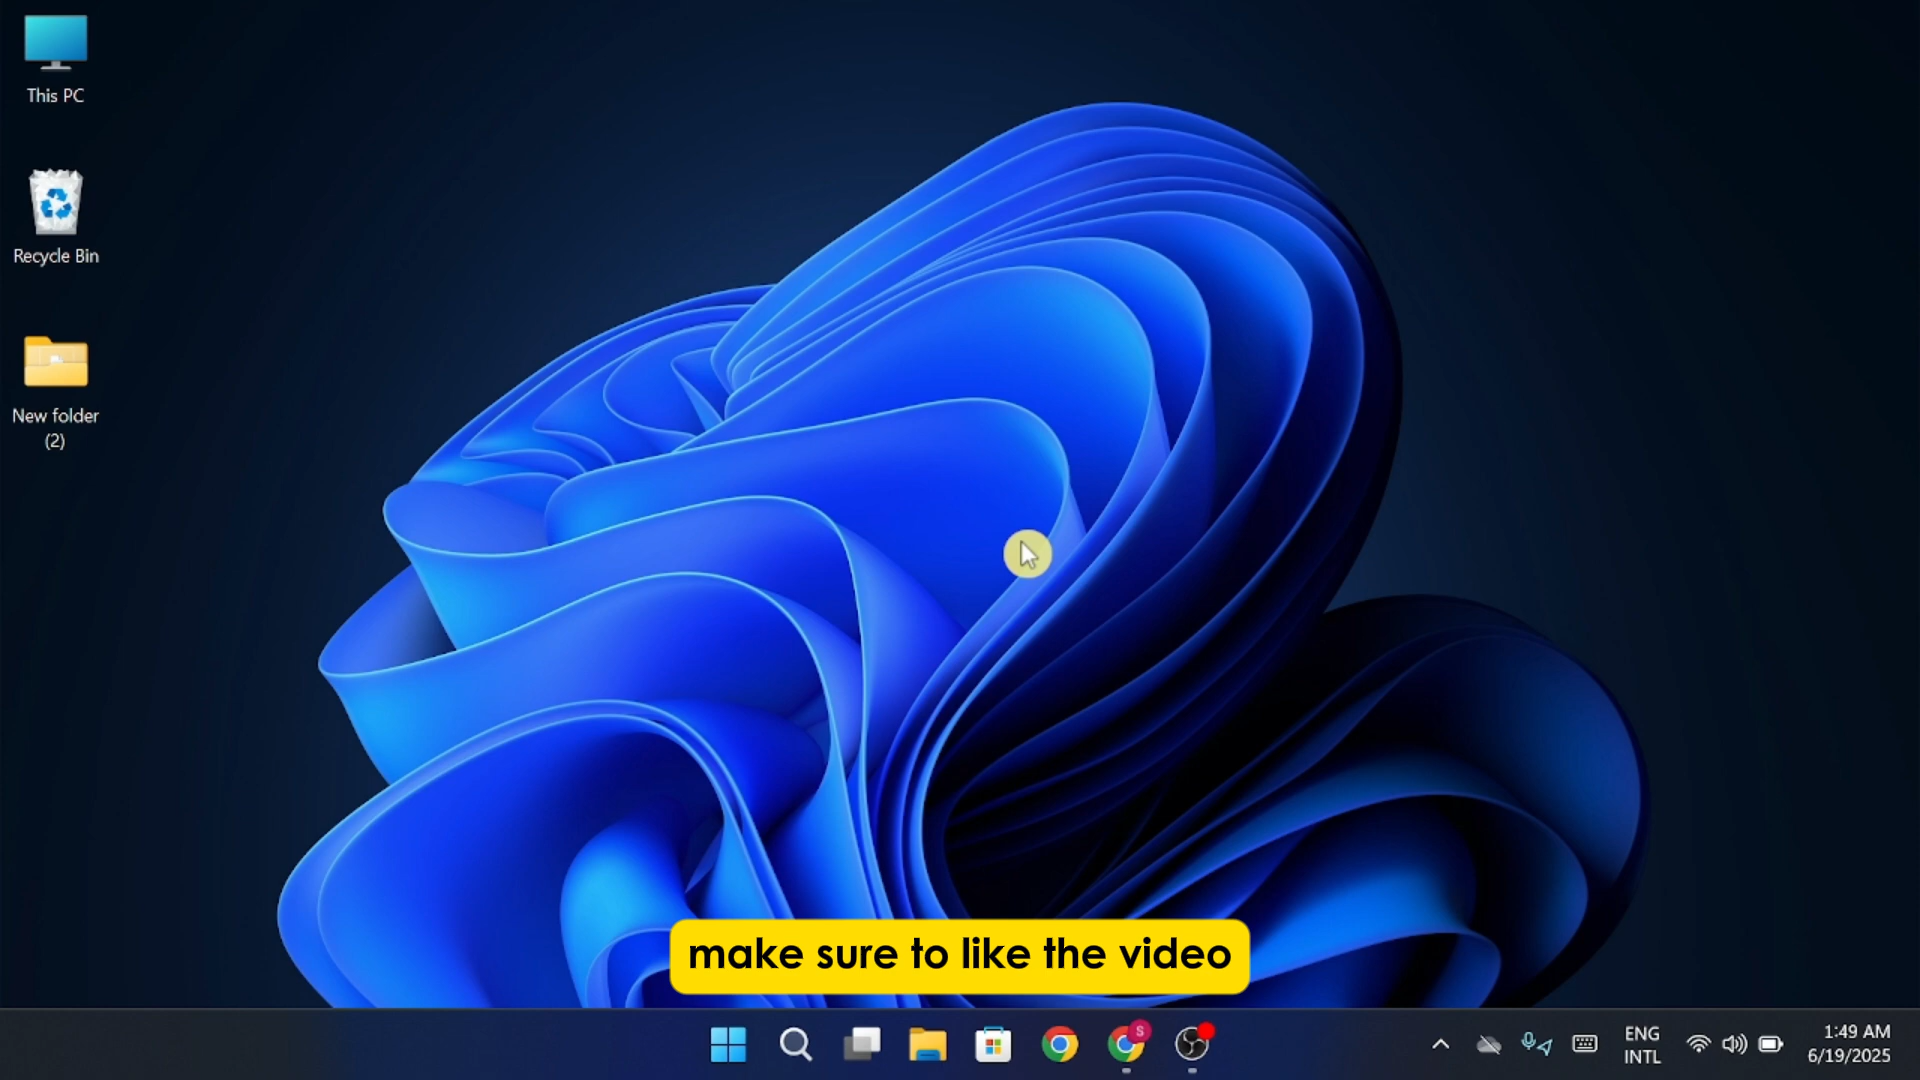 This PC
Recycle Bin
New folder
(2)
make sure to like the video
S
ENG
INTL
1:49 AM
6/19/2025